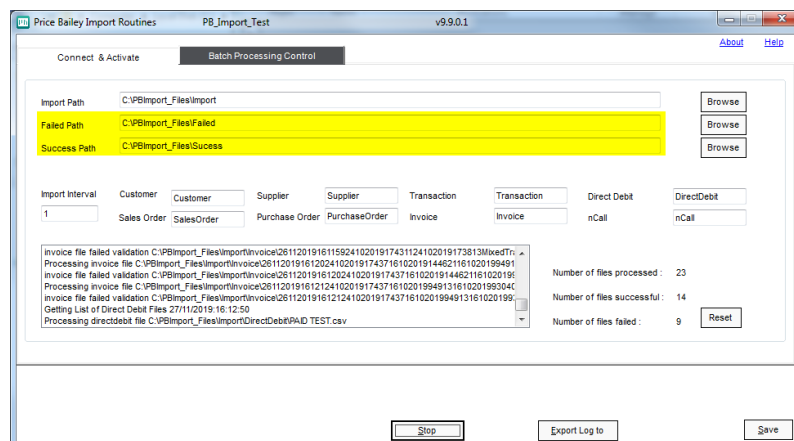 PB Price Bailey Import Routines PB_Import_Test v9.9.0.1
About Help
Connect & Activate Batch Processing Control
Import Path C:\PBImport_Files\Import Browse
Failed Path C:\PBImport_Files\Failed Browse
Success Path C:\PBImport_Files\Sucess Browse
Import Interval Customer Customer Supplier Supplier Transaction Transaction Direct Debit DirectDebit
1 Sales Order SalesOrder Purchase Order PurchaseOrder Invoice Invoice nCall nCall
invoice file failed validation C:\PBImport_Files\Import\Invoice\26112019161159241020191743112410201917381​3MixedTra
Processing invoice file C:\PBImport_Files\Import\Invoice\2611201916120241020191743716102019144621161020199491
invoice file failed validation C:\PBImport_Files\Import\Invoice\261120191612024102019174371610201914462116102019
Processing invoice file C:\PBImport_Files\Import\Invoice\261120191612124102019174371610201994913161020199304
invoice file failed validation C:\PBImport_Files\Import\Invoice\26112019161212410201917437161020199491316102019
Getting List of Direct Debit Files 27/11/2019:16:12:50
Processing directdebit file C:\PBImport_Files\Import\DirectDebit\PAID TEST.csv
Number of files processed : 23
Number of files successful : 14
Number of files failed : 9 Reset
Stop Export Log to Save